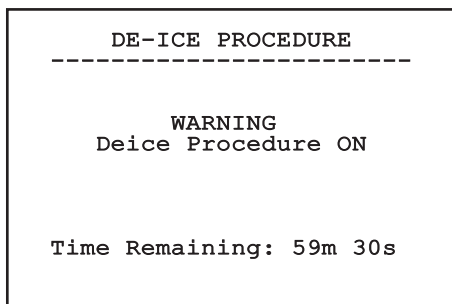 DE-ICE PROCEDURE
------------------------
WARNING
Deice Procedure ON
Time Remaining: 59m 30s